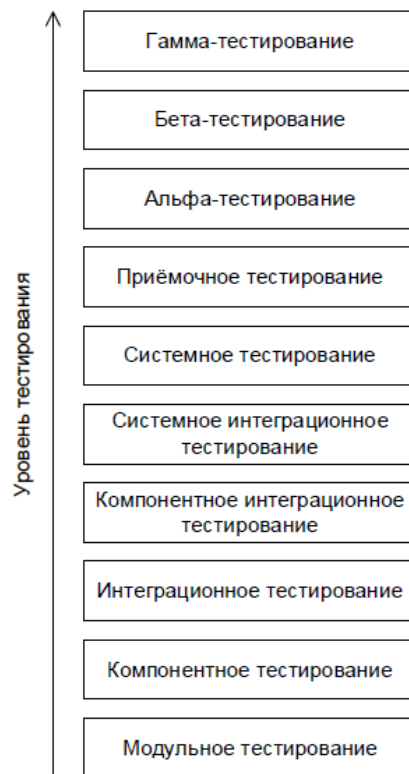 Гамма-тестирование
Бета-тестирование
Альфа-тестирование
Приёмочное тестирование
Системное тестирование
Системное интеграционное
тестирование
Компонентное интеграционное
тестирование
Интеграционное тестирование
Компонентное тестирование
Модульное тестирование
Уровень тестирования